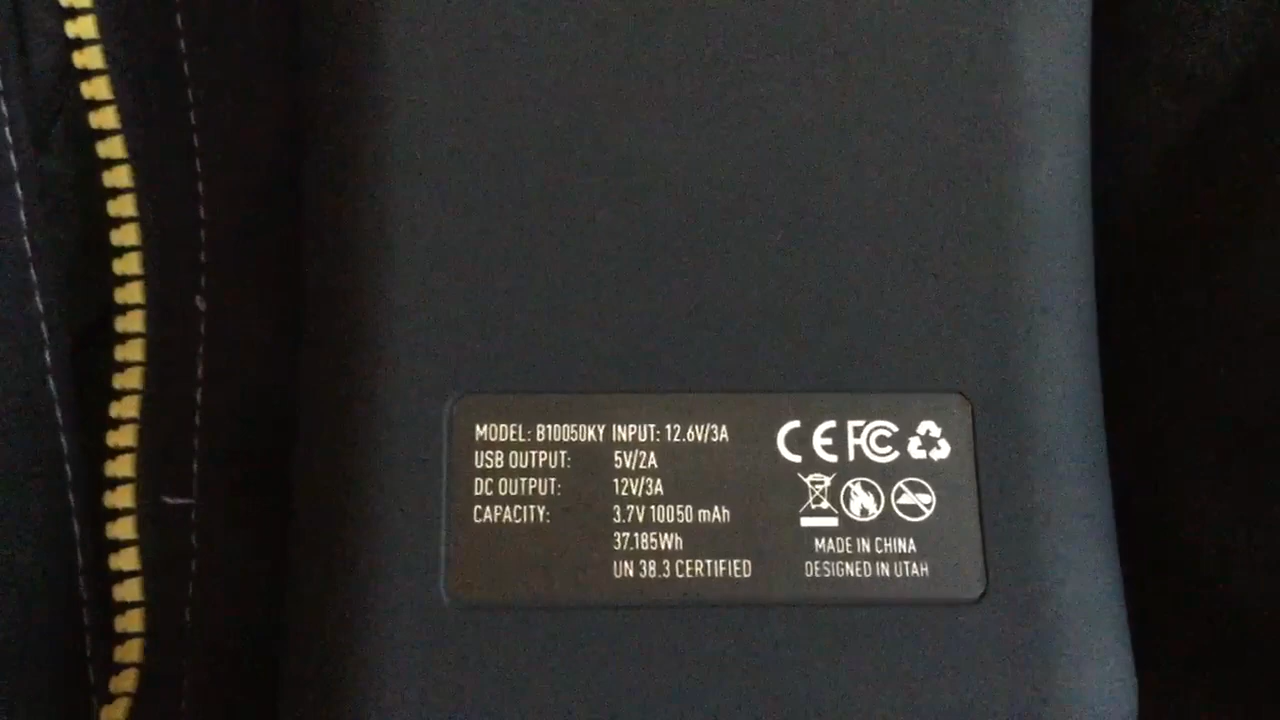 MODEL: B10050KY INPUT: 12.6V/3A
USB OUTPUT: 5V/2A
DC OUTPUT: 12V/3A
CAPACITY: 3.7V 10050 mAh
37.185Wh
UN 38.3 CERTIFIED
CE FC
MADE IN CHINA
DESIGNED IN UTAH